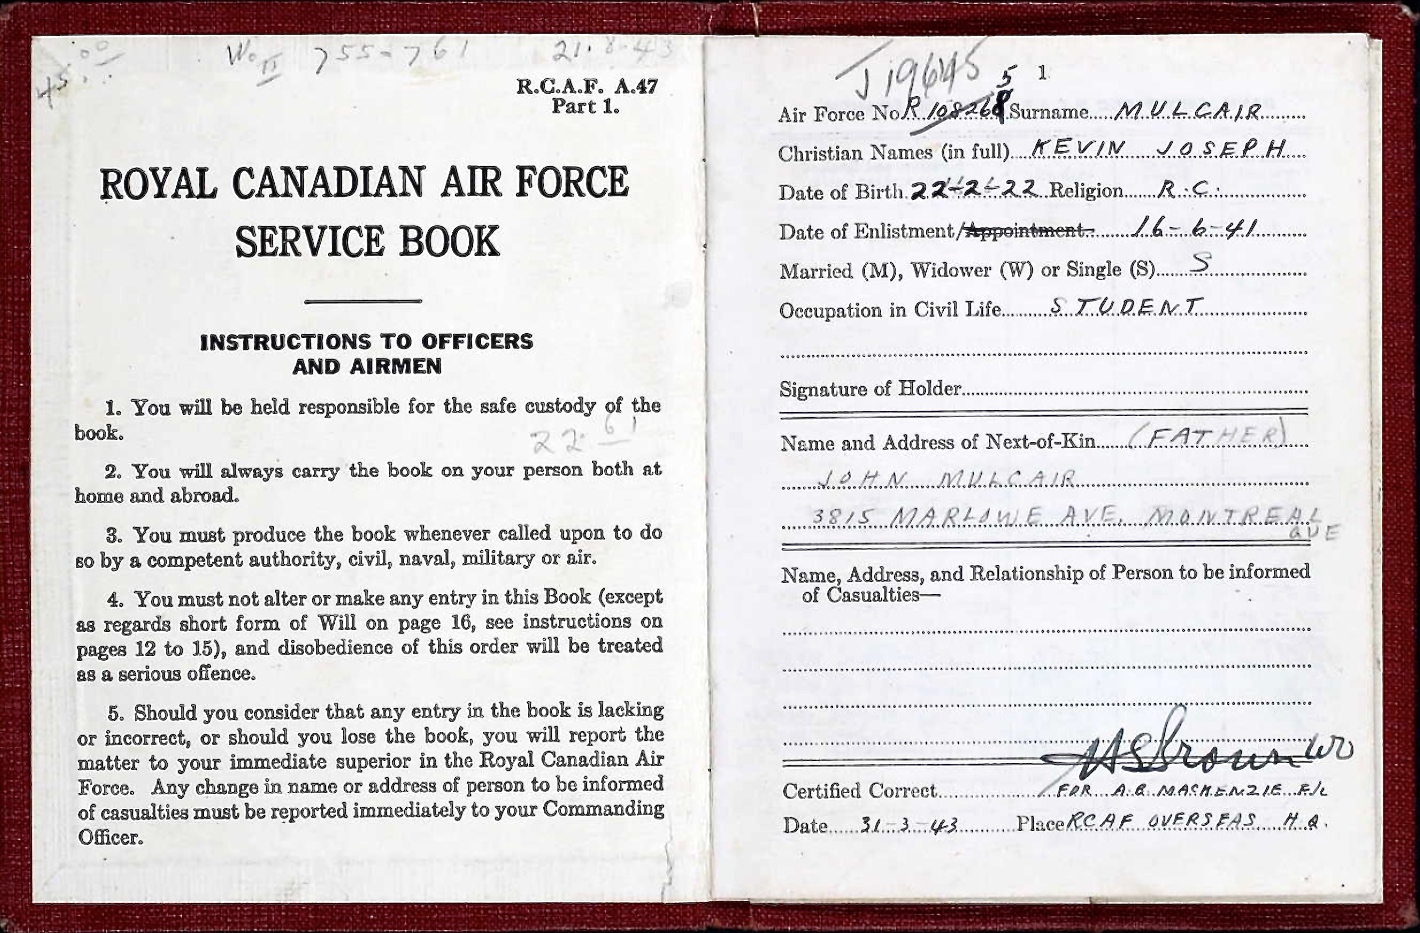 45
Wo II 755-761 21.8.43
R.C.A.F. A.47
Part 1.
ROYAL CANADIAN AIR FORCE
SERVICE BOOK
INSTRUCTIONS TO OFFICERS
AND AIRMEN
1. You will be held responsible for the safe custody of the
book.
22 61
2. You will always carry the book on your person both at
home and abroad.
3. You must produce the book whenever called upon to do
so by a competent authority, civil, naval, military or air.
4. You must not alter or make any entry in this Book (except
as regards short form of Will on page 16, see instructions on
pages 12 to 15), and disobedience of this order will be treated
as a serious offence.
5. Should you consider that any entry in the book is lacking
or incorrect, or should you lose the book, you will report the
matter to your immediate superior in the Royal Canadian Air
Force. Any change in name or address of person to be informed
of casualties must be reported immediately to your Commanding
Officer.
1
5
Air Force No. Surname MULCAIR
Christian Names (in full) KEVIN JOSEPH
Date of Birth 22-2-22 Religion R.C.
Date of Enlistment/Appointment 16-6-41
Married (M), Widower (W) or Single (S) S
Occupation in Civil Life STUDENT
Signature of Holder
Name and Address of Next-of-Kin (FATHER)
JOHN MULCAIR
3815 MARLOWE AVE. MONTREAL
QUE
Name, Address, and Relationship of Person to be informed
of Casualties—
WO
Certified Correct FOR A.B. MACKENZIE F/L
Date 31-3-43 Place RCAF OVERSEAS H.Q.